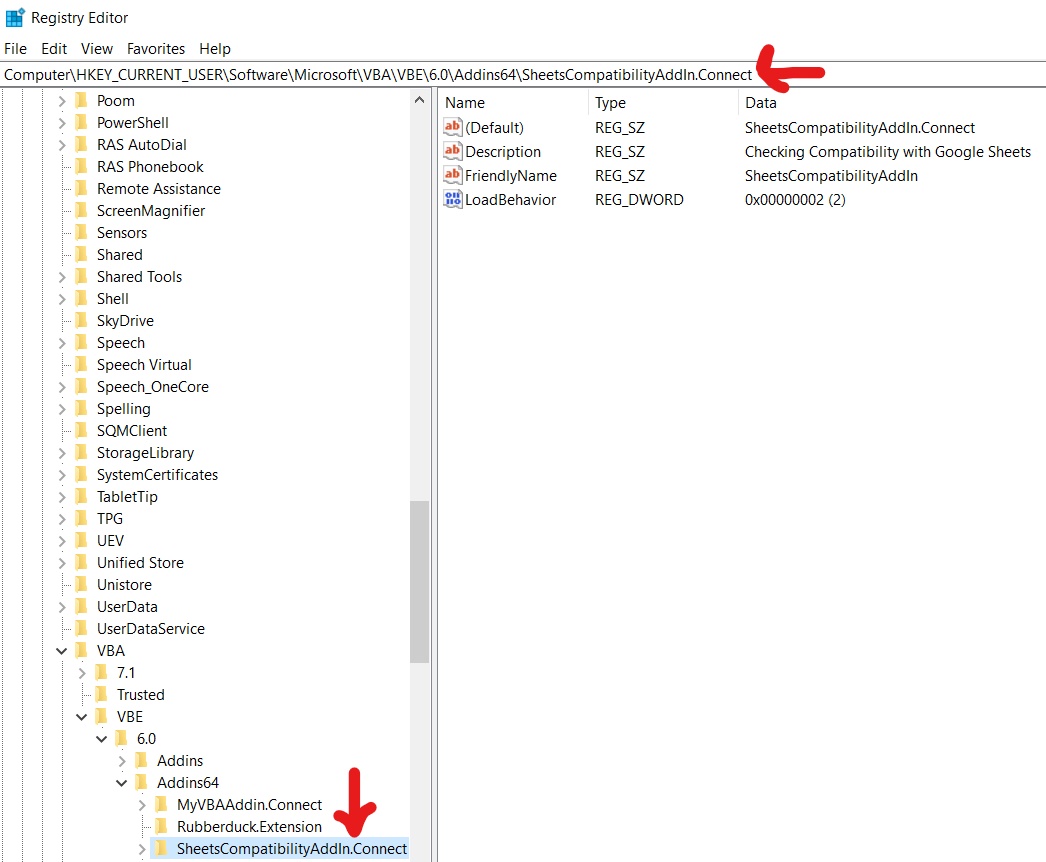 Registry Editor
File Edit View Favorites Help
Computer\HKEY_CURRENT_USER\Software\Microsoft\VBA\VBE\6.0\Addins64\SheetsCompatibilityAddIn.Connect
Poom
PowerShell
RAS AutoDial
RAS Phonebook
Remote Assistance
ScreenMagnifier
Sensors
Shared
Shared Tools
Shell
SkyDrive
Speech
Speech Virtual
Speech_OneCore
Spelling
SQMClient
StorageLibrary
SystemCertificates
TabletTip
TPG
UEV
Unified Store
Unistore
UserData
UserDataService
VBA
7.1
Trusted
VBE
6.0
Addins
Addins64
MyVBAAddin.Connect
Rubberduck.Extension
SheetsCompatibilityAddIn.Connect
Name Type Data
(Default) REG_SZ SheetsCompatibilityAddIn.Connect
Description REG_SZ Checking Compatibility with Google Sheets
FriendlyName REG_SZ SheetsCompatibilityAddIn
LoadBehavior REG_DWORD 0x00000002 (2)